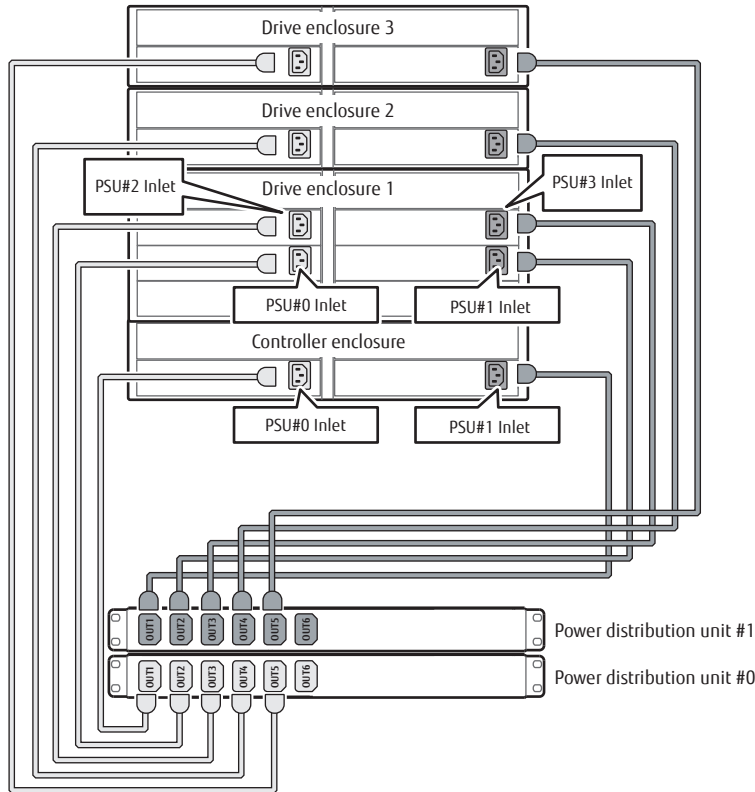 Drive enclosure 3
Drive enclosure 2
PSU#2 Inlet
Drive enclosure 1
PSU#3 Inlet
PSU#0 Inlet
PSU#1 Inlet
Controller enclosure
PSU#0 Inlet
PSU#1 Inlet
OUT1 OUT2 OUT3 OUT4 OUT5 OUT6
Power distribution unit #1
OUT1 OUT2 OUT3 OUT4 OUT5 OUT6
Power distribution unit #0